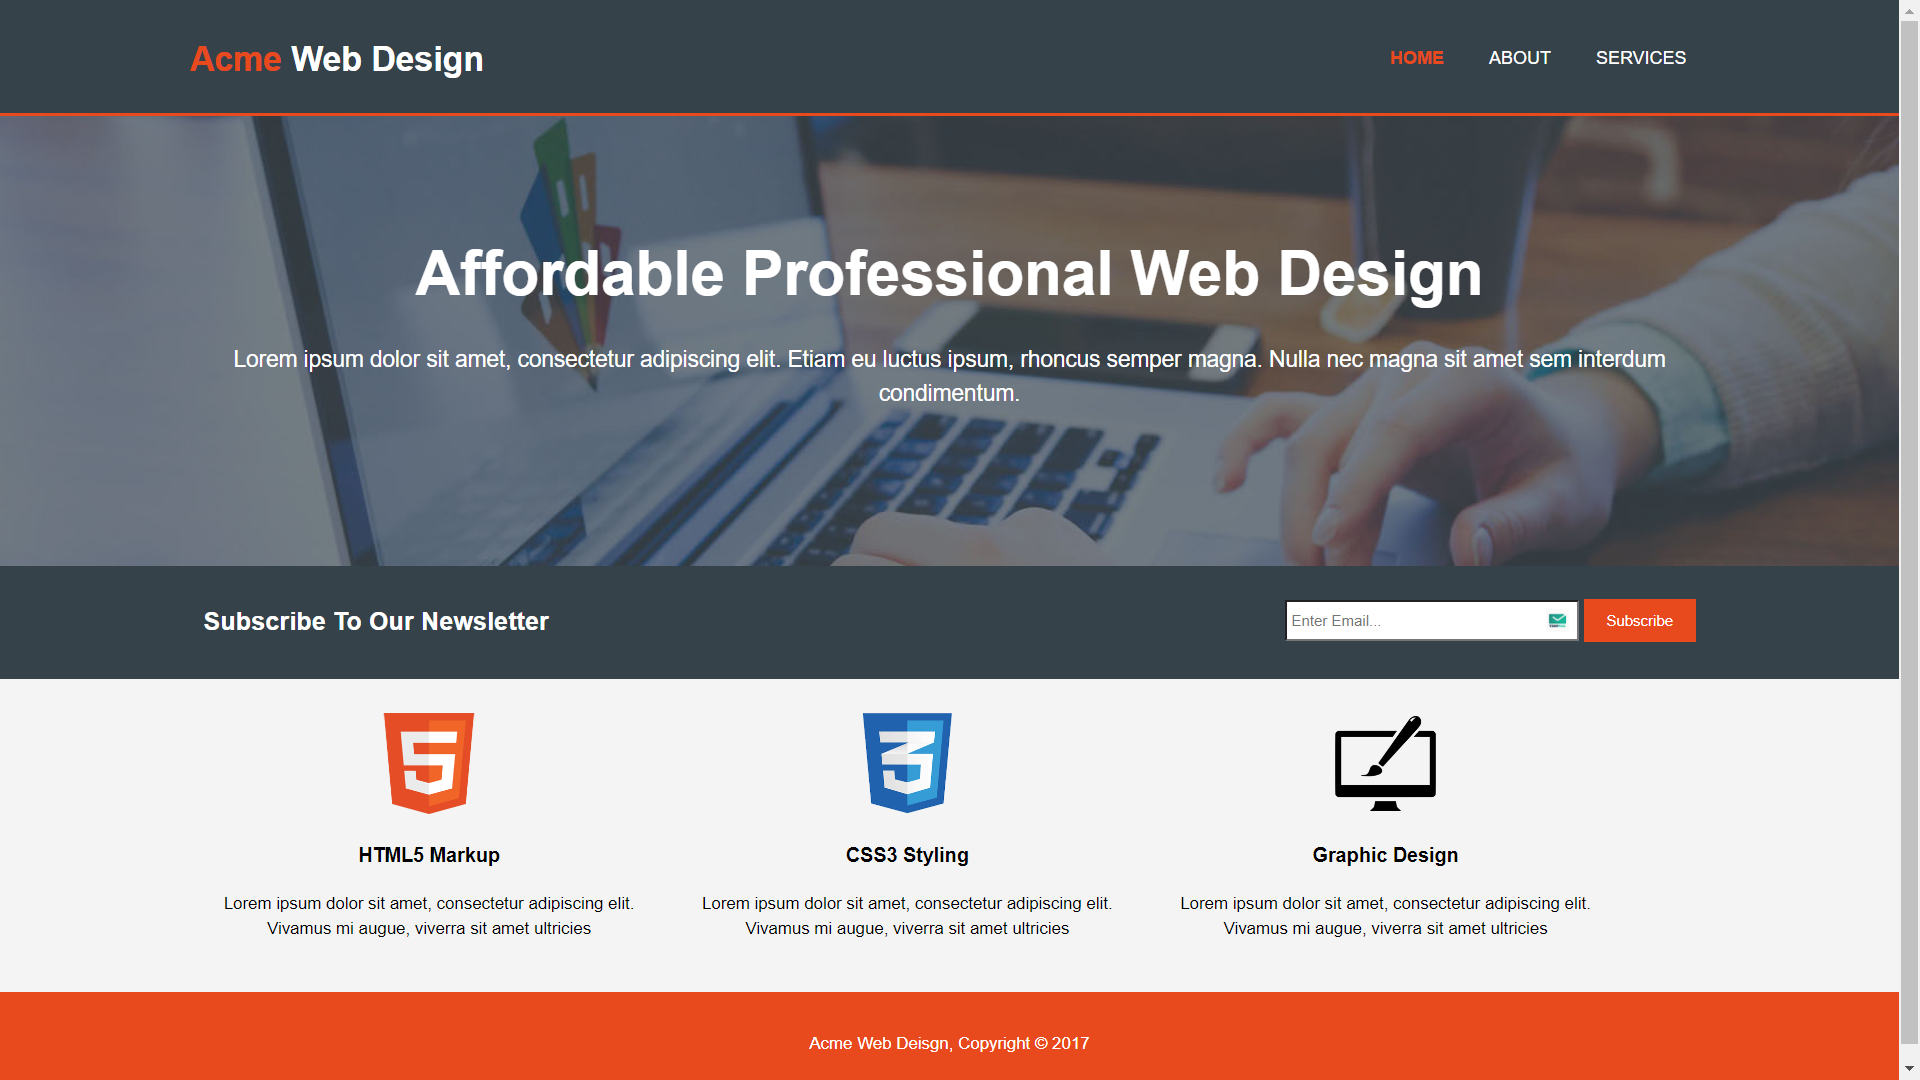 Acme Web Design
HOME ABOUT SERVICES
Affordable Professional Web Design
Lorem ipsum dolor sit amet, consectetur adipiscing elit. Etiam eu luctus ipsum, rhoncus semper magna. Nulla nec magna sit amet sem interdum
condimentum.
Subscribe To Our Newsletter
Enter Email...
Subscribe
HTML5 Markup
Lorem ipsum dolor sit amet, consectetur adipiscing elit.
Vivamus mi augue, viverra sit amet ultricies
CSS3 Styling
Lorem ipsum dolor sit amet, consectetur adipiscing elit.
Vivamus mi augue, viverra sit amet ultricies
Graphic Design
Lorem ipsum dolor sit amet, consectetur adipiscing elit.
Vivamus mi augue, viverra sit amet ultricies
Acme Web Deisgn, Copyright © 2017